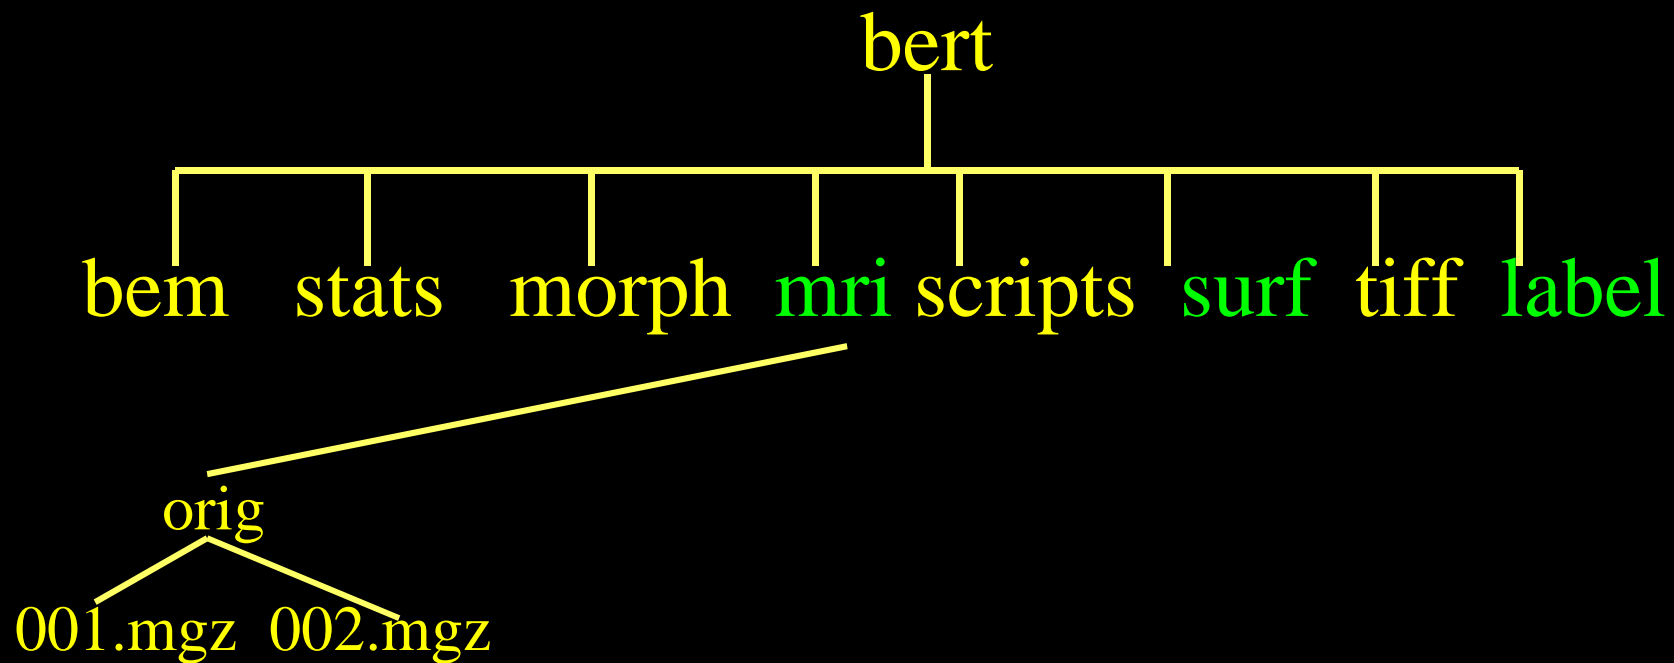 bert
bem stats morph mri scripts surf tiff label
orig
001.mgz 002.mgz